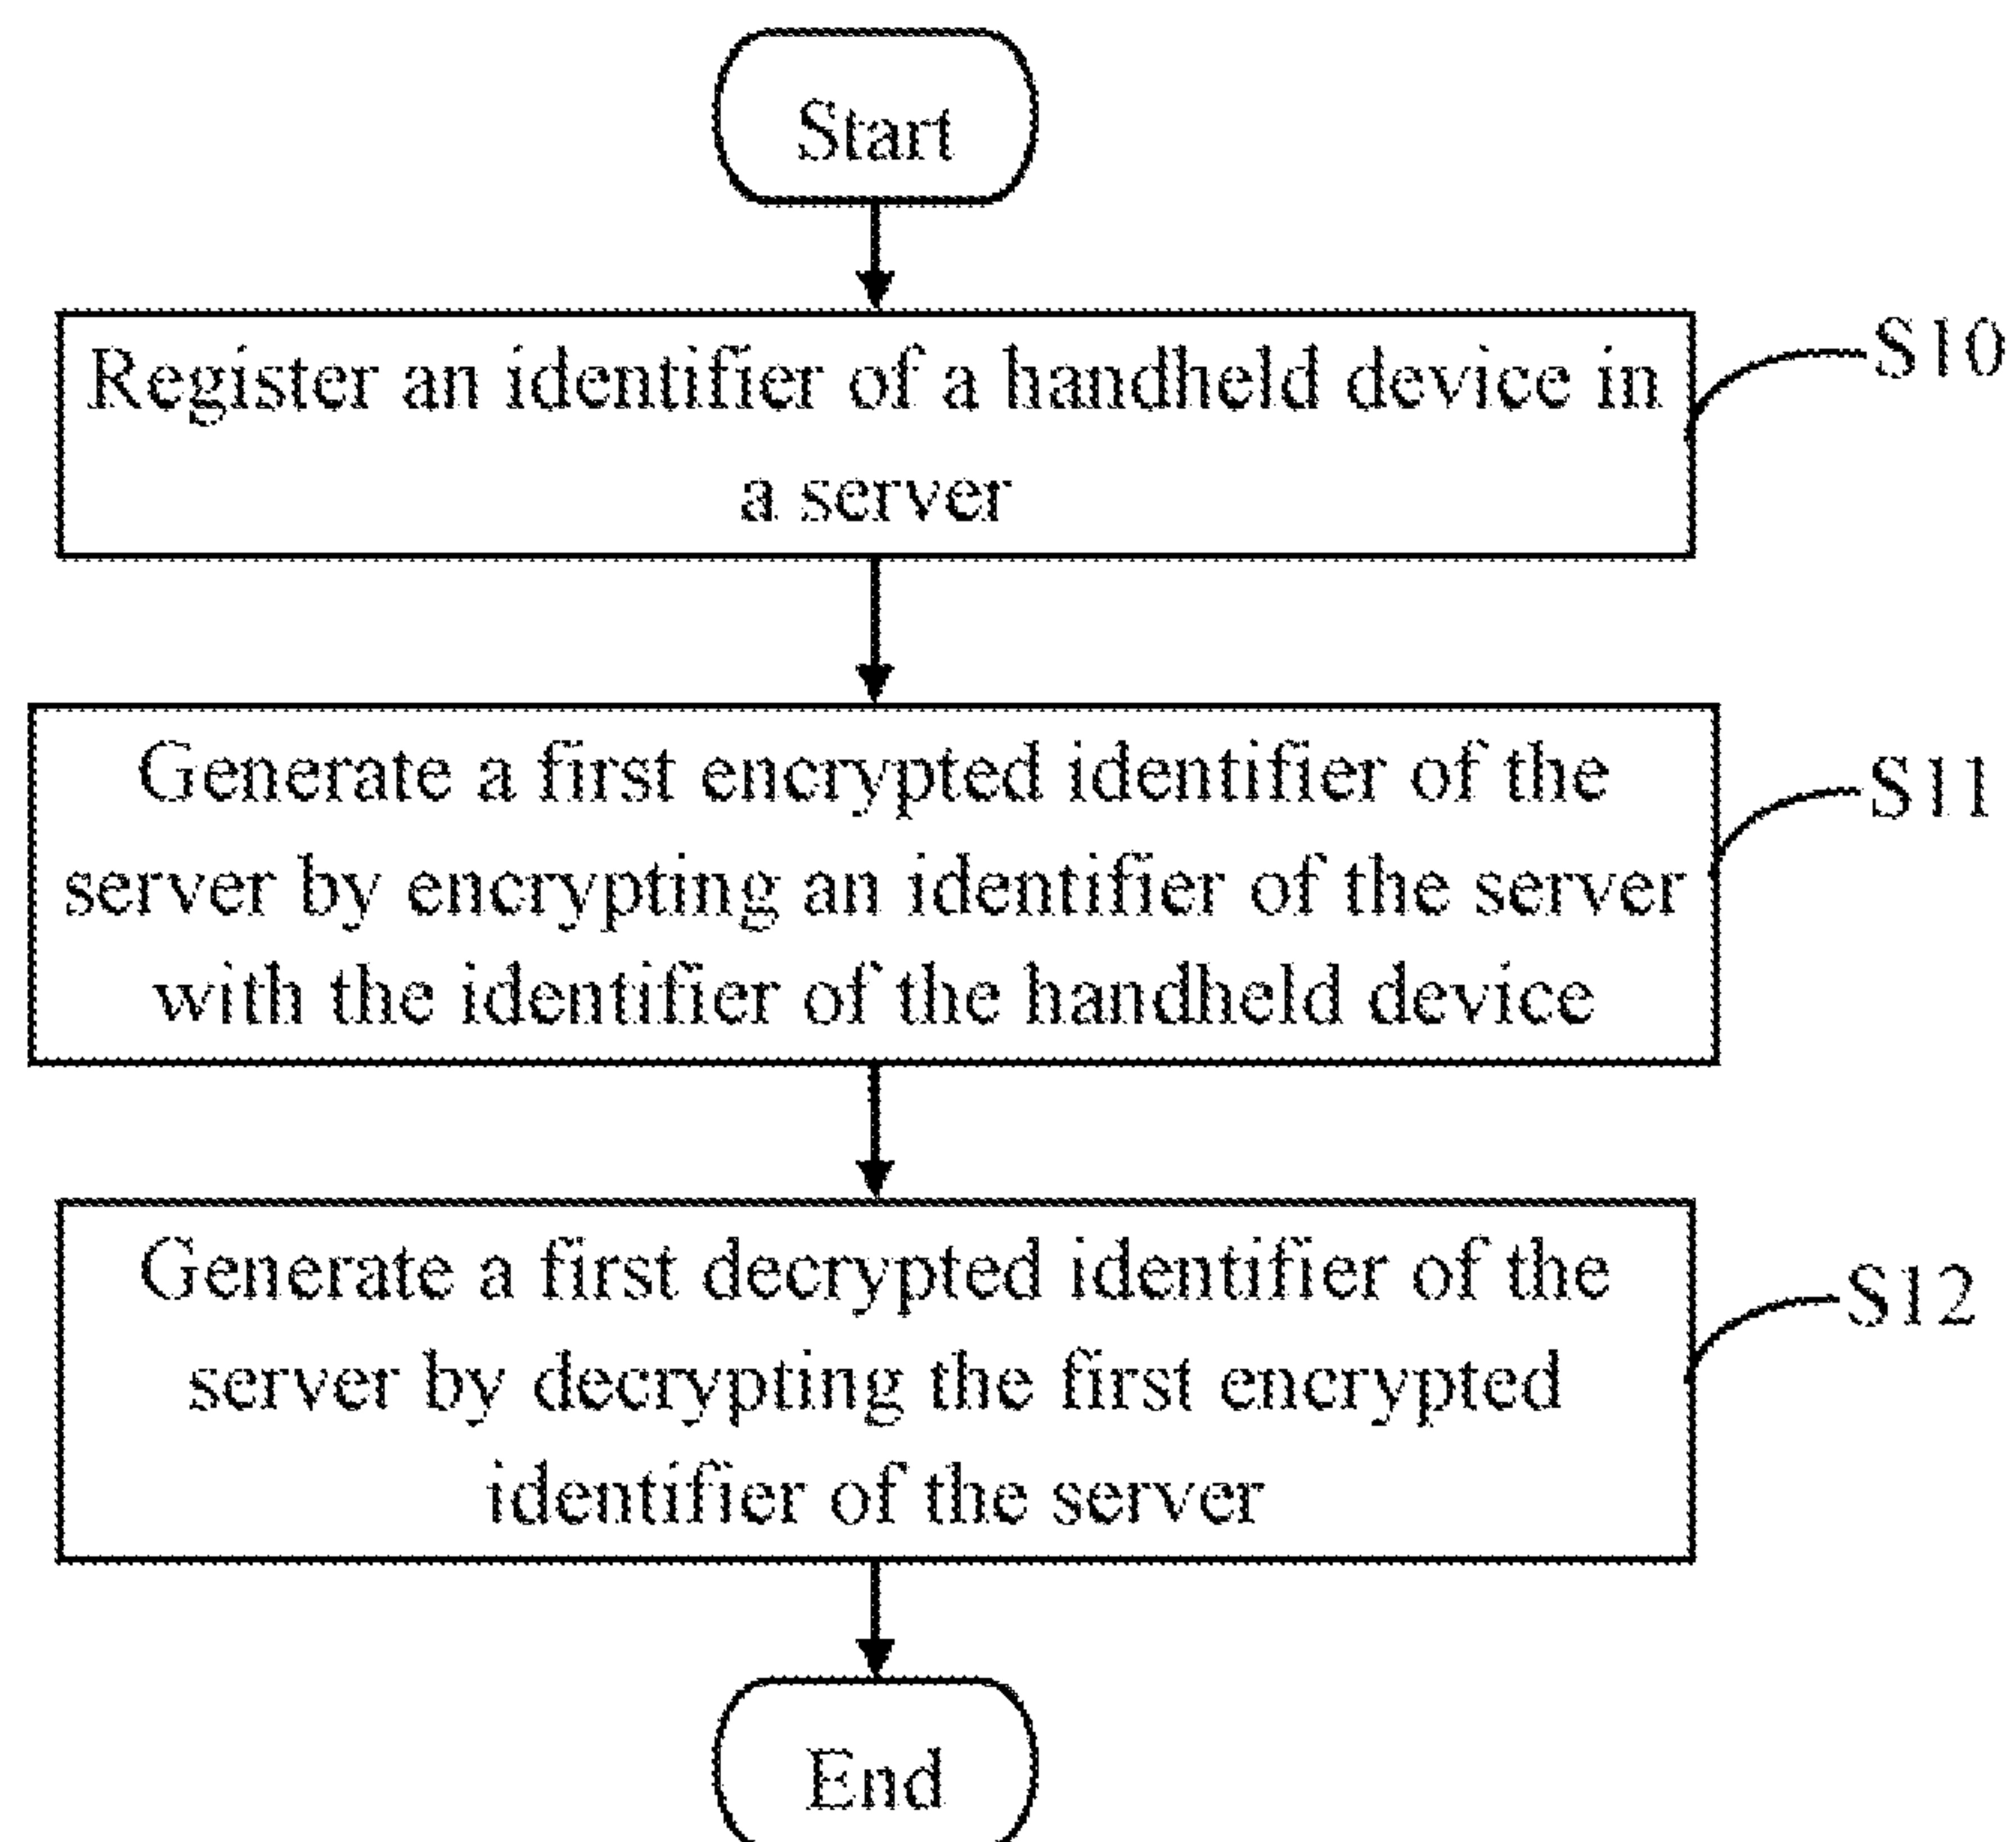 Start
Register an identifier of a handheld device in
a server
S10
Generate a first encrypted identifier of the
server by encrypting an identifier of the server
with the identifier of the handheld device
S11
Generate a first decrypted identifier of the
server by decrypting the first encrypted
identifier of the server
S12
End